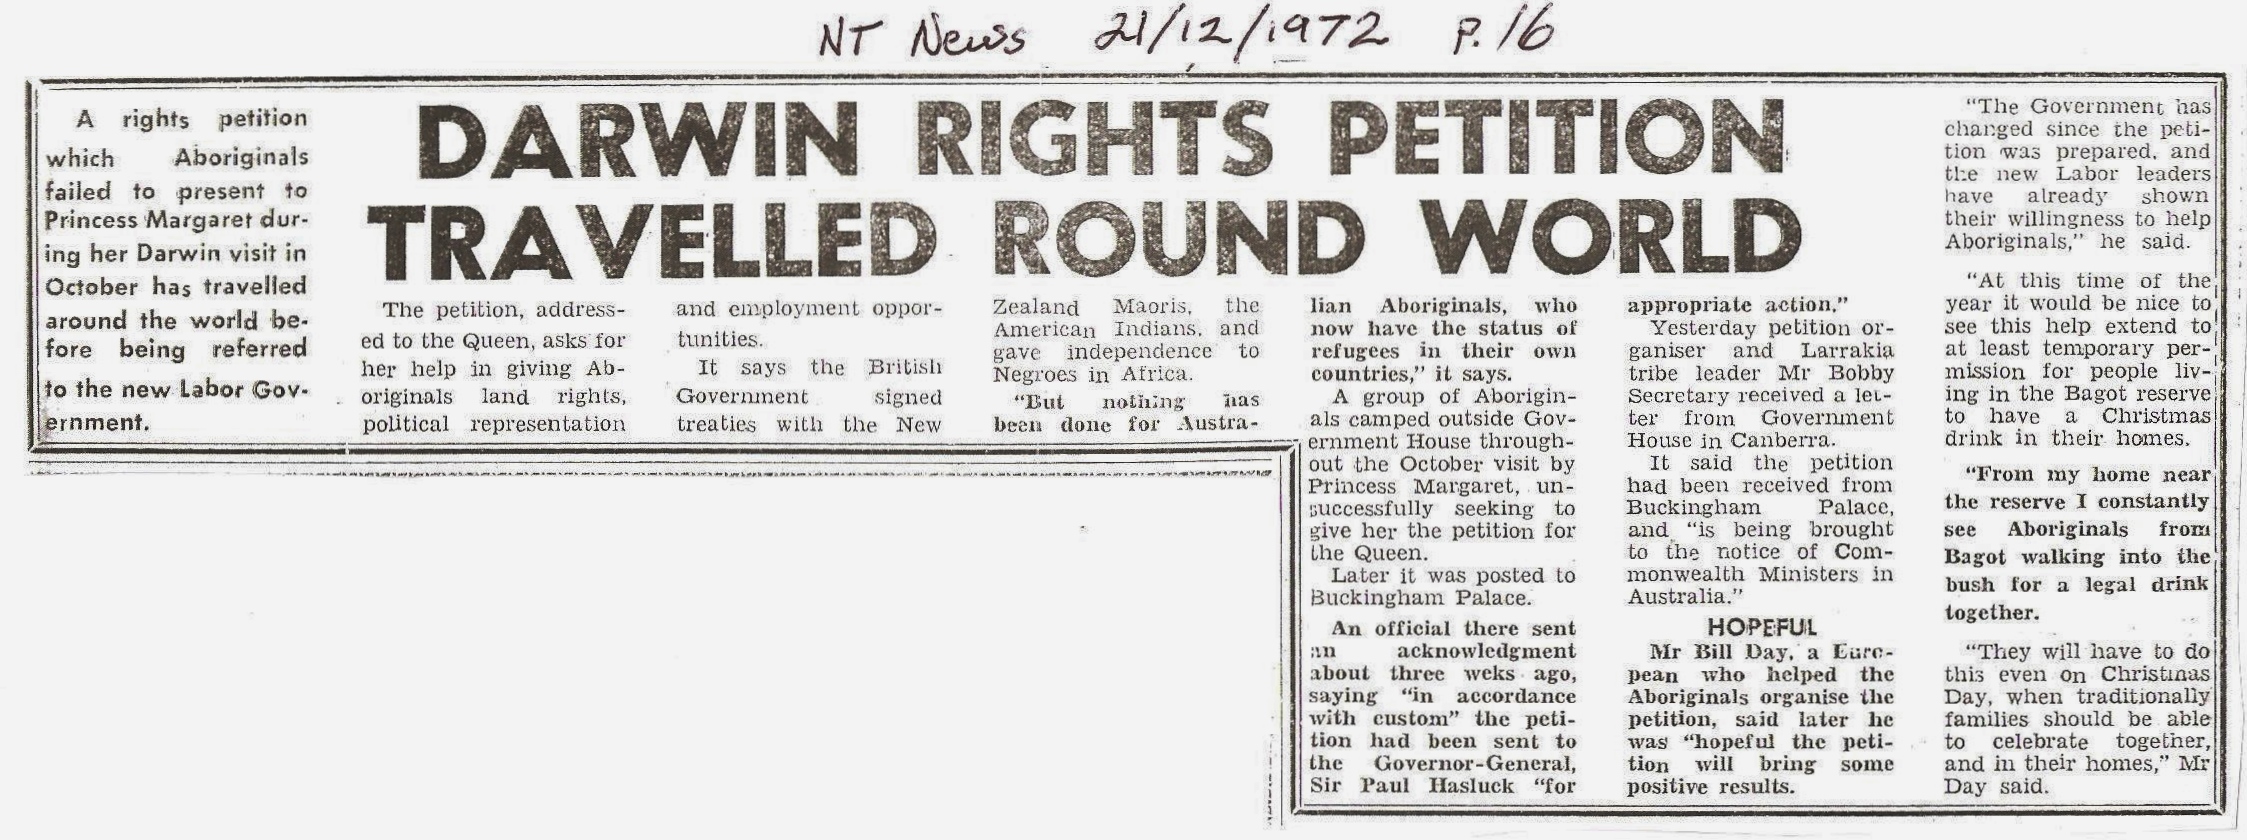 NT News 21/12/1972 P.16
A rights petition
which Aboriginals
failed to present to
Princess Margaret dur-
ing her Darwin visit in
October has travelled
around the world be-
fore being referred
to the new Labor Gov-
ernment.
DARWIN RIGHTS PETITION
TRAVELLED ROUND WORLD
The petition, address-
ed to the Queen, asks for
her help in giving Ab-
originals land rights,
political representation
and employment oppor-
tunities.
It says the British
Government signed
treaties with the New
Zealand Maoris, the
American Indians, and
gave independence to
Negroes in Africa.
"But nothing has
been done for Austra-
lian Aboriginals, who
now have the status of
refugees in their own
countries," it says.
A group of Aborigin-
als camped outside Gov-
ernment House through-
out the October visit by
Princess Margaret, un-
successfully seeking to
give her the petition for
the Queen.
Later it was posted to
Buckingham Palace.
An official there sent
an acknowledgment
about three weks ago,
saying "in accordance
with custom" the peti-
tion had been sent to
the Governor-General,
Sir Paul Hasluck "for
appropriate action."
Yesterday petition or-
ganiser and Larrakia
tribe leader Mr Bobby
Secretary received a let-
ter from Government
House in Canberra.
It said the petition
had been received from
Buckingham Palace,
and "is being brought
to the notice of Com-
monwealth Ministers in
Australia."
HOPEFUL
Mr Bill Day, a Euro-
pean who helped the
Aboriginals organise the
petition, said later he
was "hopeful the peti-
tion will bring some
positive results.
"The Government has
changed since the peti-
tion was prepared, and
the new Labor leaders
have already shown
their willingness to help
Aboriginals," he said.
"At this time of the
year it would be nice to
see this help extend to
at least temporary per-
mission for people liv-
ing in the Bagot reserve
to have a Christmas
drink in their homes.
"From my home near
the reserve I constantly
see Aboriginals from
Bagot walking into the
bush for a legal drink
together.
"They will have to do
this even on Christmas
Day, when traditionally
families should be able
to celebrate together,
and in their homes," Mr
Day said.